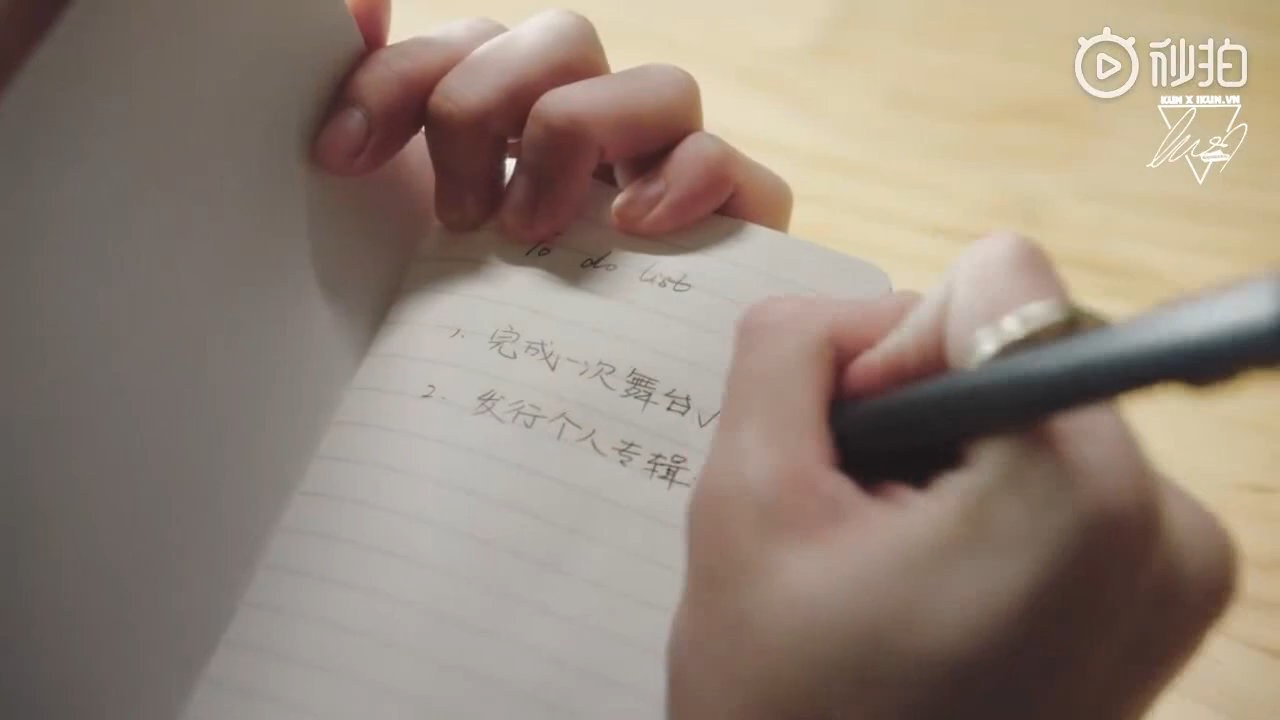 秒拍
KUN X IKUN.VN
To do list
1. 完成一次舞台✓
2. 发行个人专辑